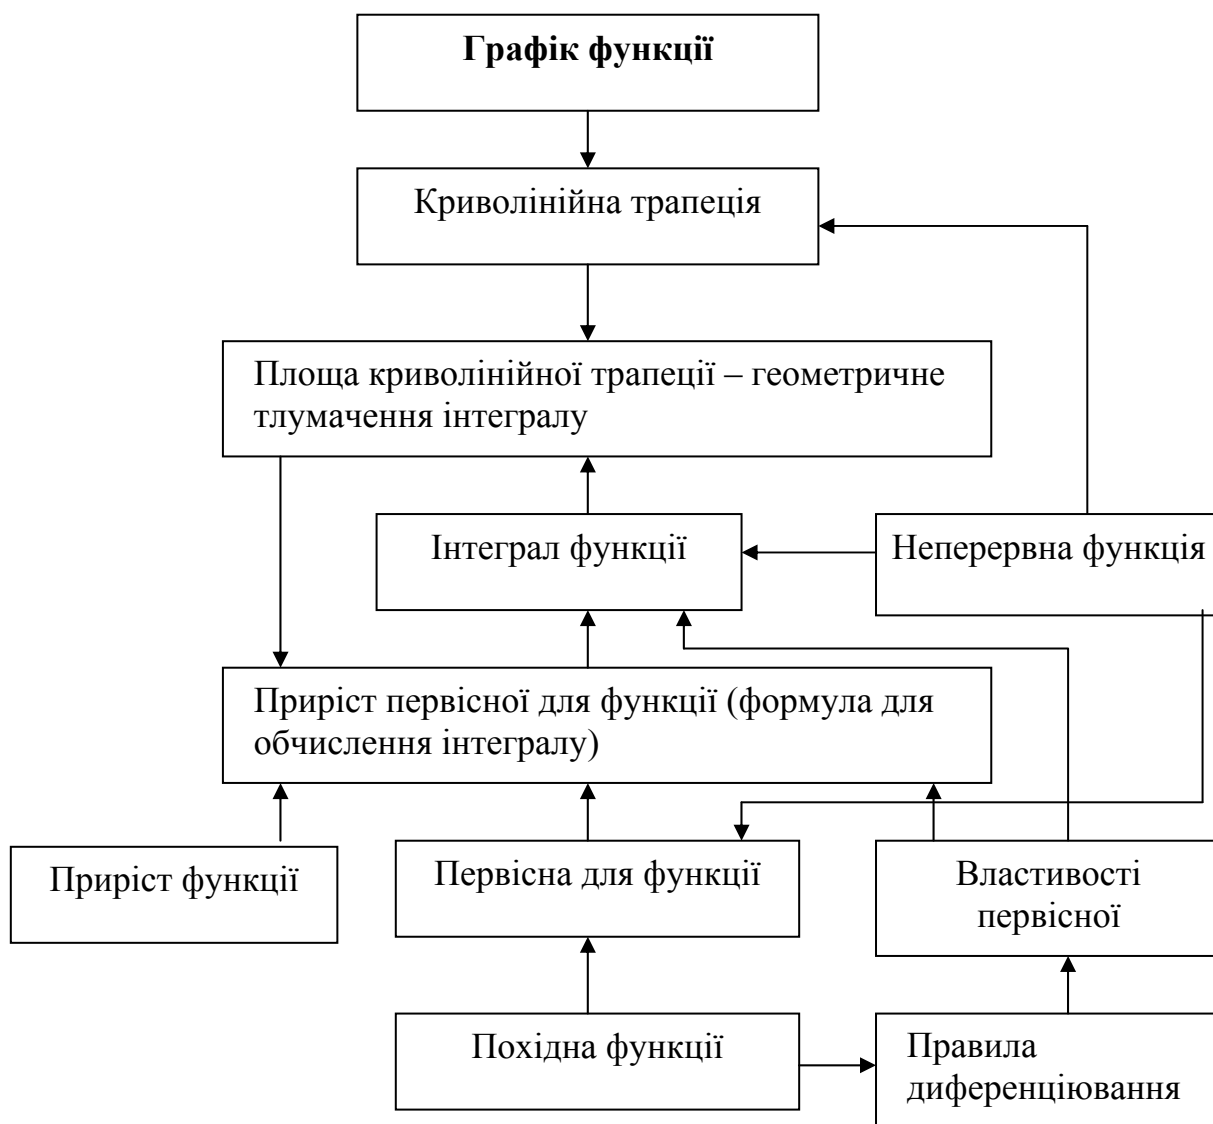 Графік функції
Криволінійна трапеція
Площа криволінійної трапеції – геометричне
тлумачення інтегралу
Інтеграл функції
Неперервна функція
Приріст первісної для функції (формула для
обчислення інтегралу)
Приріст функції
Первісна для функції
Властивості
первісної
Похідна функції
Правила
диференціювання